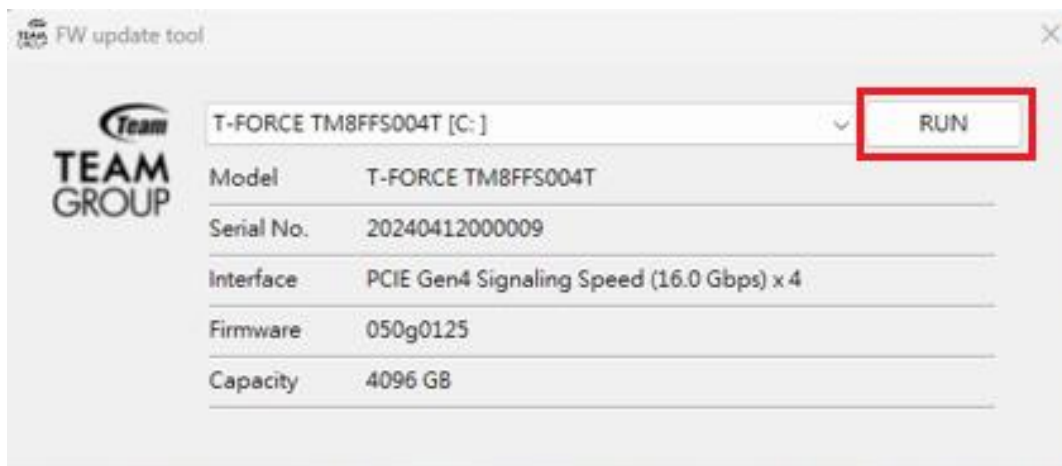 FW update tool
Team
TEAM
GROUP
T-FORCE TM8FFS004T [C: ]
RUN
Model T-FORCE TM8FFS004T
Serial No. 20240412000009
Interface PCIE Gen4 Signaling Speed (16.0 Gbps) x 4
Firmware 050g0125
Capacity 4096 GB